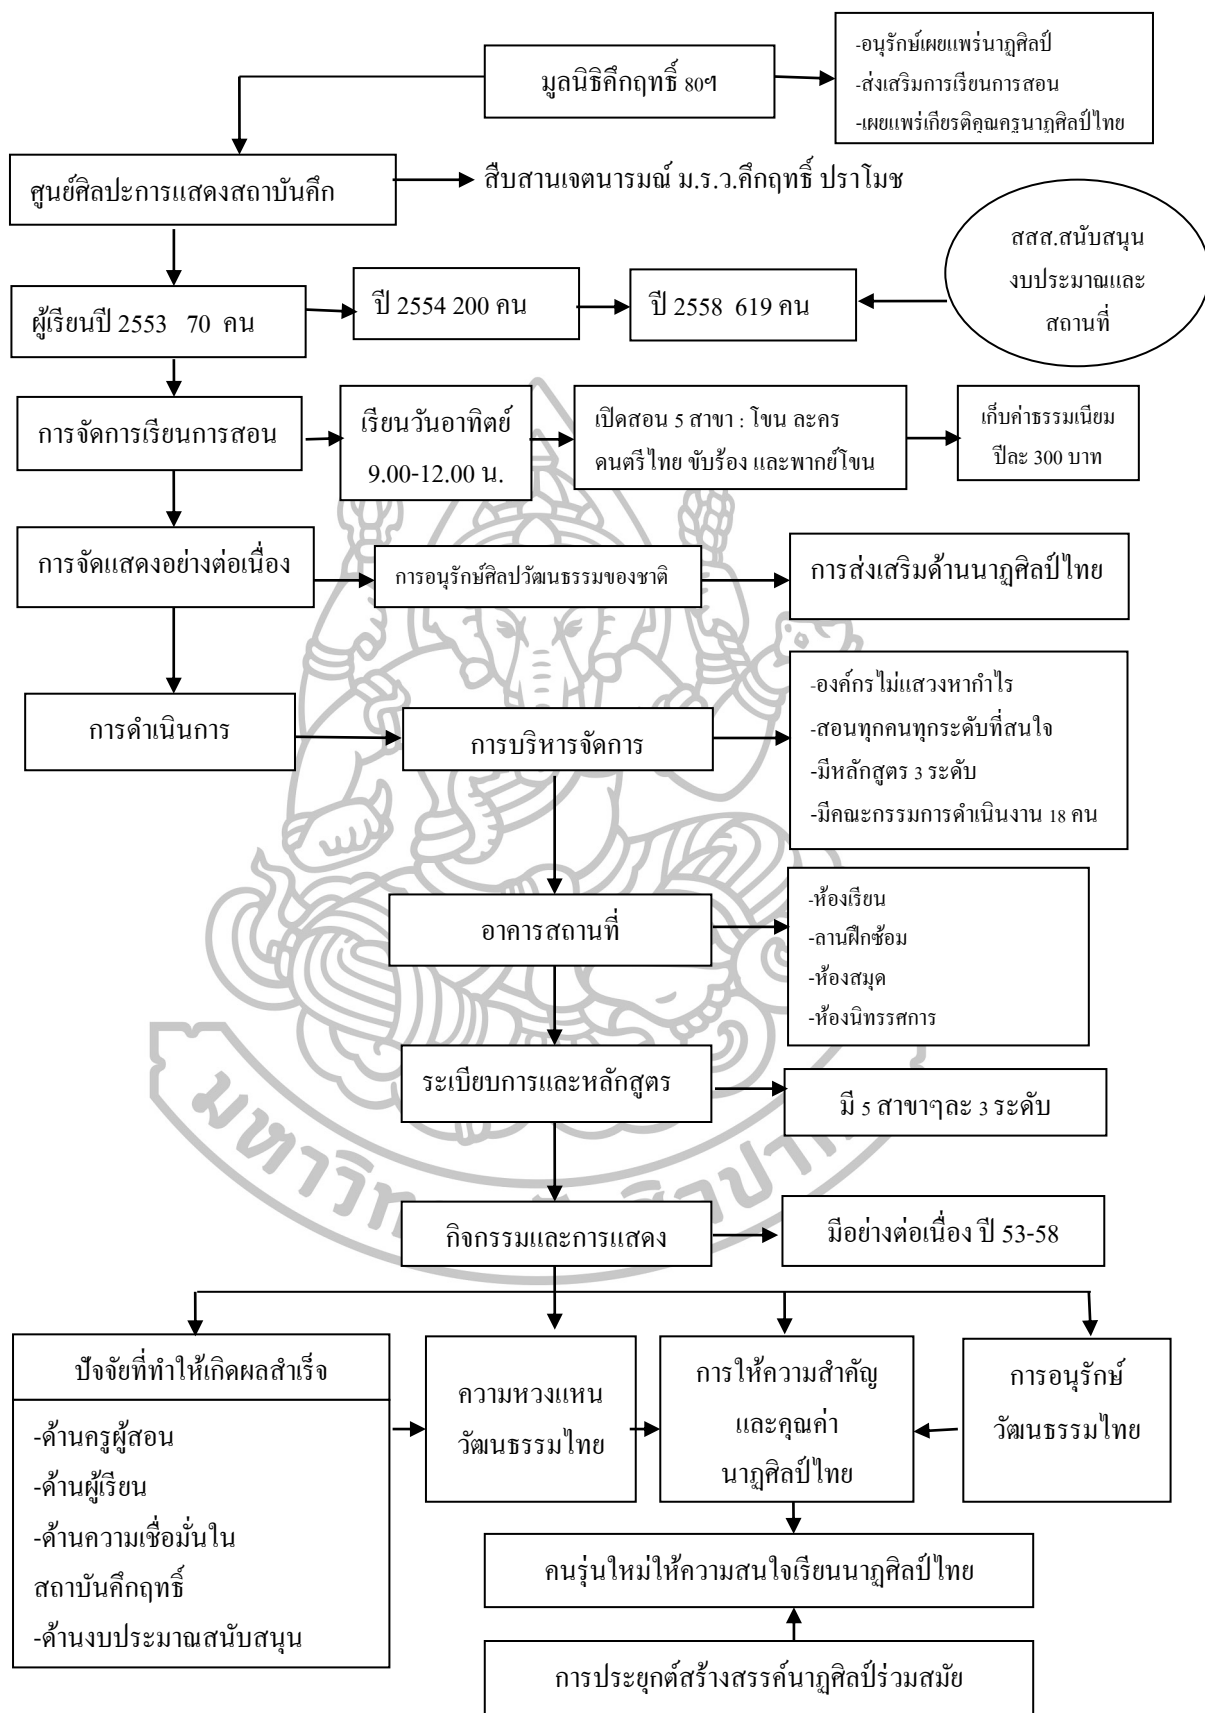 มูลนิธิคึกฤทธิ์ 80ฯ
-อนุรักษ์เผยแพร่นาฏศิลป์
-ส่งเสริมการเรียนการสอน
-เผยแพร่เกียรติคุณครูนาฏศิลป์ไทย
ศูนย์ศิลปะการแสดงสถาบันคึก
สืบสานเจตนารมณ์ ม.ร.ว.คึกฤทธิ์ ปราโมช
สสส.สนับสนุน
งบประมาณและ
สถานที่
ผู้เรียนปี 2553 70 คน
ปี 2554 200 คน
ปี 2558 619 คน
การจัดการเรียนการสอน
เรียนวันอาทิตย์
9.00-12.00 น.
เปิดสอน 5 สาขา : โขน ละคร
ดนตรีไทย ขับร้อง และพากย์โขน
เก็บค่าธรรมเนียม
ปีละ 300 บาท
การจัดแสดงอย่างต่อเนื่อง
การอนุรักษ์ศิลปวัฒนธรรมของชาติ
การส่งเสริมด้านนาฏศิลป์ไทย
การดำเนินการ
การบริหารจัดการ
-องค์กรไม่แสวงหากำไร
-สอนทุกคนทุกระดับที่สนใจ
-มีหลักสูตร 3 ระดับ
-มีคณะกรรมการดำเนินงาน 18 คน
อาคารสถานที่
-ห้องเรียน
-ลานฝึกซ้อม
-ห้องสมุด
-ห้องนิทรรศการ
ระเบียบการและหลักสูตร
มี 5 สาขาๆละ 3 ระดับ
กิจกรรมและการแสดง
มีอย่างต่อเนื่อง ปี 53-58
ปัจจัยที่ทำให้เกิดผลสำเร็จ
-ด้านครูผู้สอน
-ด้านผู้เรียน
-ด้านความเชื่อมั่นใน
สถาบันคึกฤทธิ์
-ด้านงบประมาณสนับสนุน
ความหวงแหน
วัฒนธรรมไทย
การให้ความสำคัญ
และคุณค่า
นาฏศิลป์ไทย
การอนุรักษ์
วัฒนธรรมไทย
คนรุ่นใหม่ให้ความสนใจเรียนนาฏศิลป์ไทย
การประยุกต์สร้างสรรค์นาฏศิลป์ร่วมสมัย